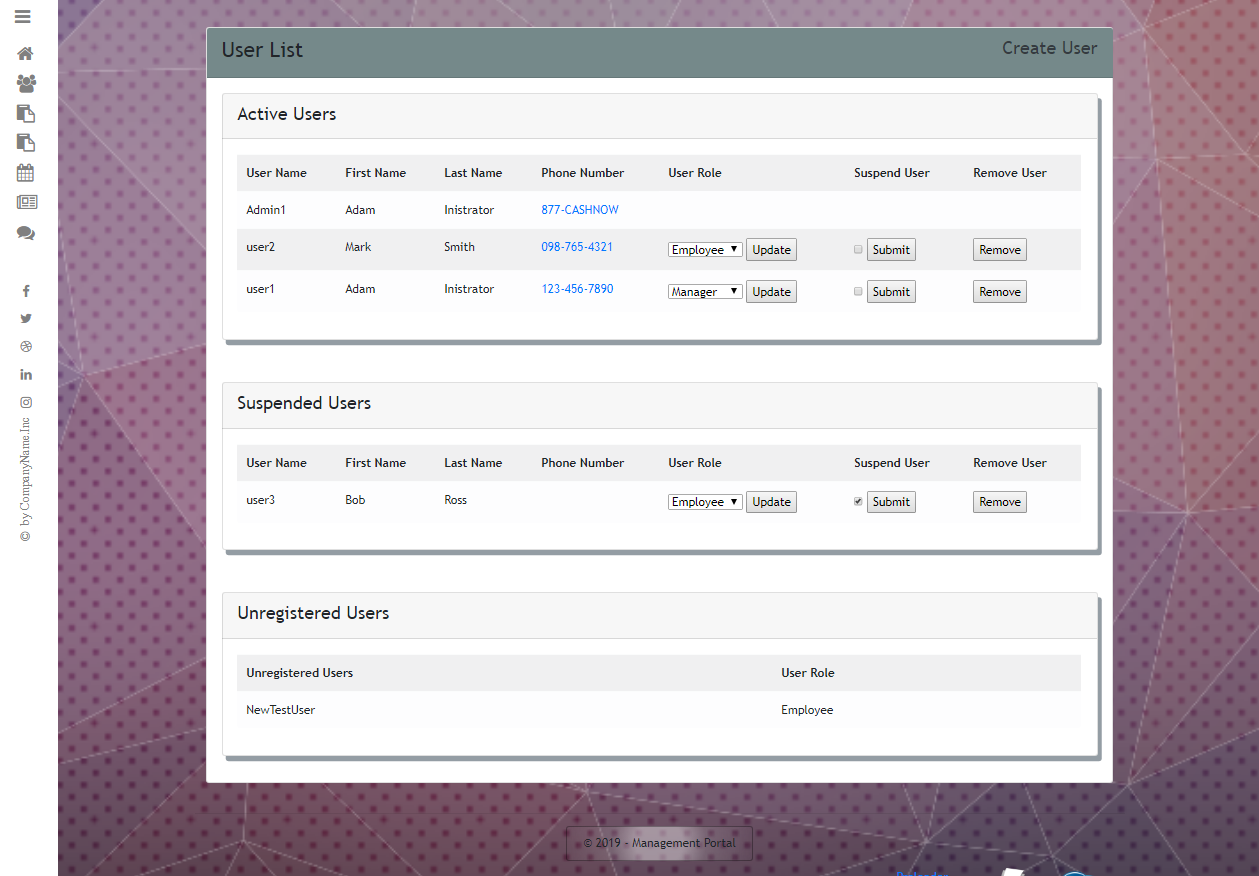 User List Create User
Active Users
User Name First Name Last Name Phone Number User Role Suspend User Remove User
Admin1 Adam Inistrator 877-CASHNOW
user2 Mark Smith 098-765-4321 Employee Update Submit Remove
user1 Adam Inistrator 123-456-7890 Manager Update Submit Remove
Suspended Users
User Name First Name Last Name Phone Number User Role Suspend User Remove User
user3 Bob Ross Employee Update Submit Remove
Unregistered Users
Unregistered Users User Role
NewTestUser Employee
© by CompanyName.Inc
© 2019 - Management Portal